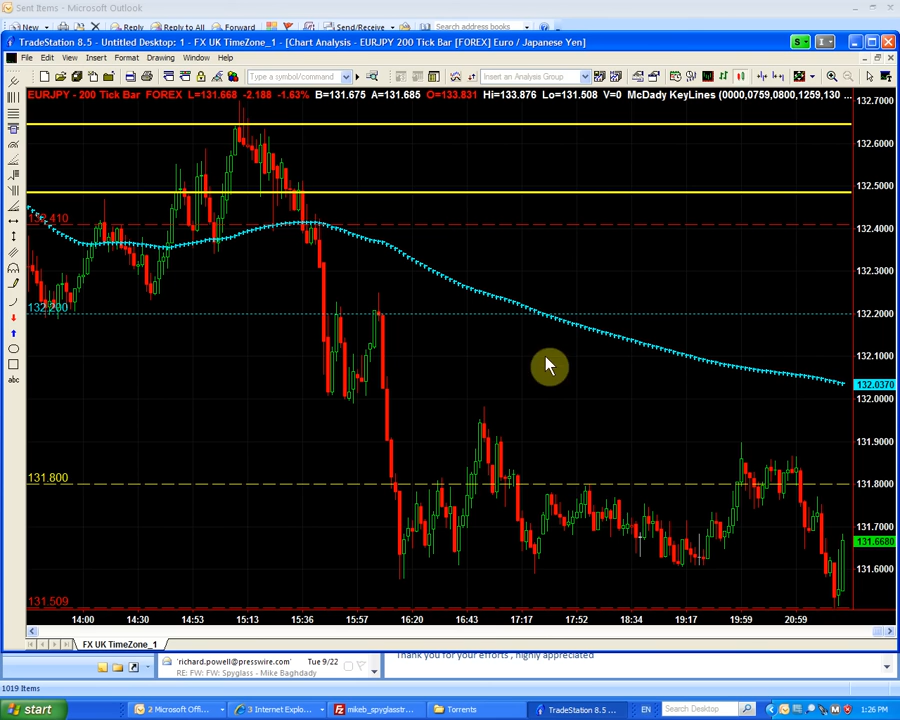 Sent Items - Microsoft Outlook
New
Reply
Reply to All
Forward
Send/Receive
Search address books
TradeStation 8.5 - Untitled Desktop: 1 - FX UK TimeZone_1 - [Chart Analysis - EURJPY 200 Tick Bar [FOREX] Euro / Japanese Yen]
S
I
File Edit View Insert Format Drawing Window Help
Type a symbol/command
Insert an Analysis Group
EURJPY - 200 Tick Bar FOREX L=131.668 -2.188 -1.63% B=131.675 A=131.685 O=133.831 Hi=133.876 Lo=131.508 V=0 McDady KeyLines (0000,0759,0800,1259,130 ...
132.7000
132.6000
132.5000
132.410
132.4000
132.3000
132.200
132.2000
132.1000
132.0370
132.0000
131.9000
131.800
131.8000
131.7000
131.6680
131.6000
131.509
abc
14:00 14:30 14:53 15:13 15:36 15:57 16:20 16:59 17:27 17:52 18:34 19:17 19:59 20:59
FX UK TimeZone_1
'richard.powell@presswire.com' Tue 9/22
RE: FW: FW: Spyglass - Mike Baghdady
Thank you for your efforts , highly appreciated
1019 Items
start
2 Microsoft Offi...
3 Internet Explo...
mikeb_spyglasstr...
Torrents
TradeStation 8.5 ...
EN
Search Desktop
1:26 PM